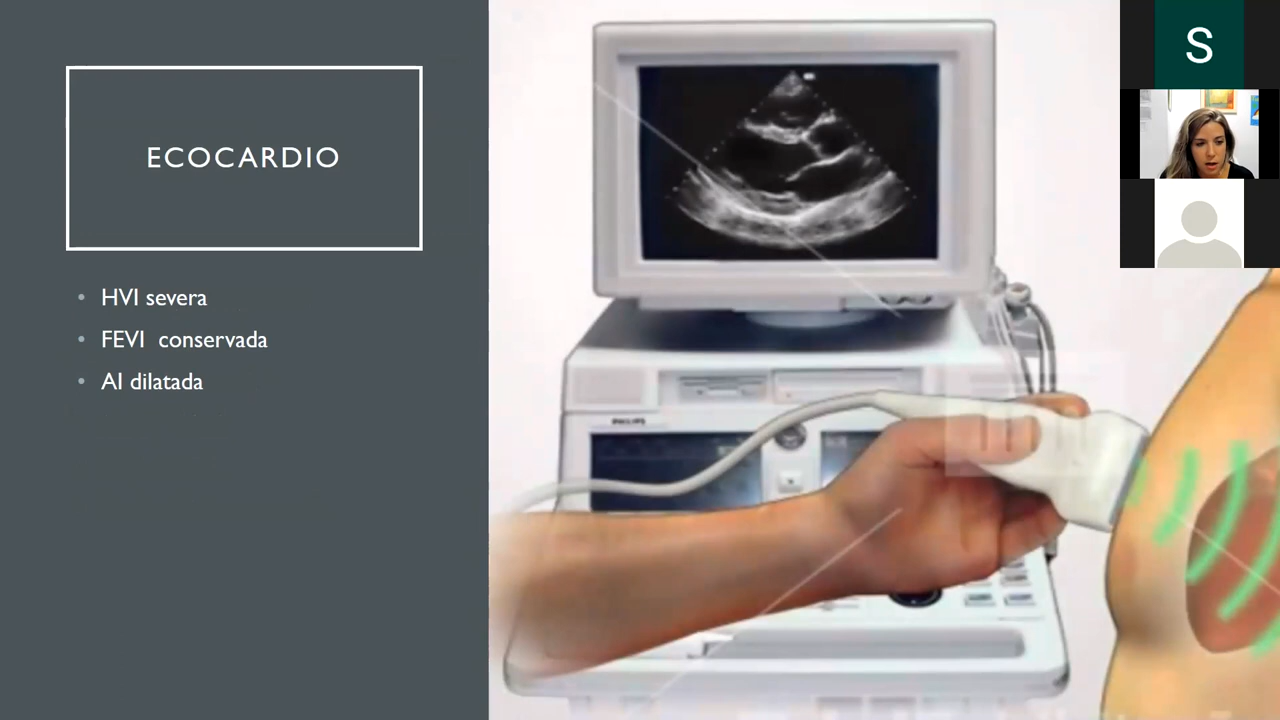 ECOCARDIO
HVI severa
FEVI conservada
AI dilatada
PHILIPS
S